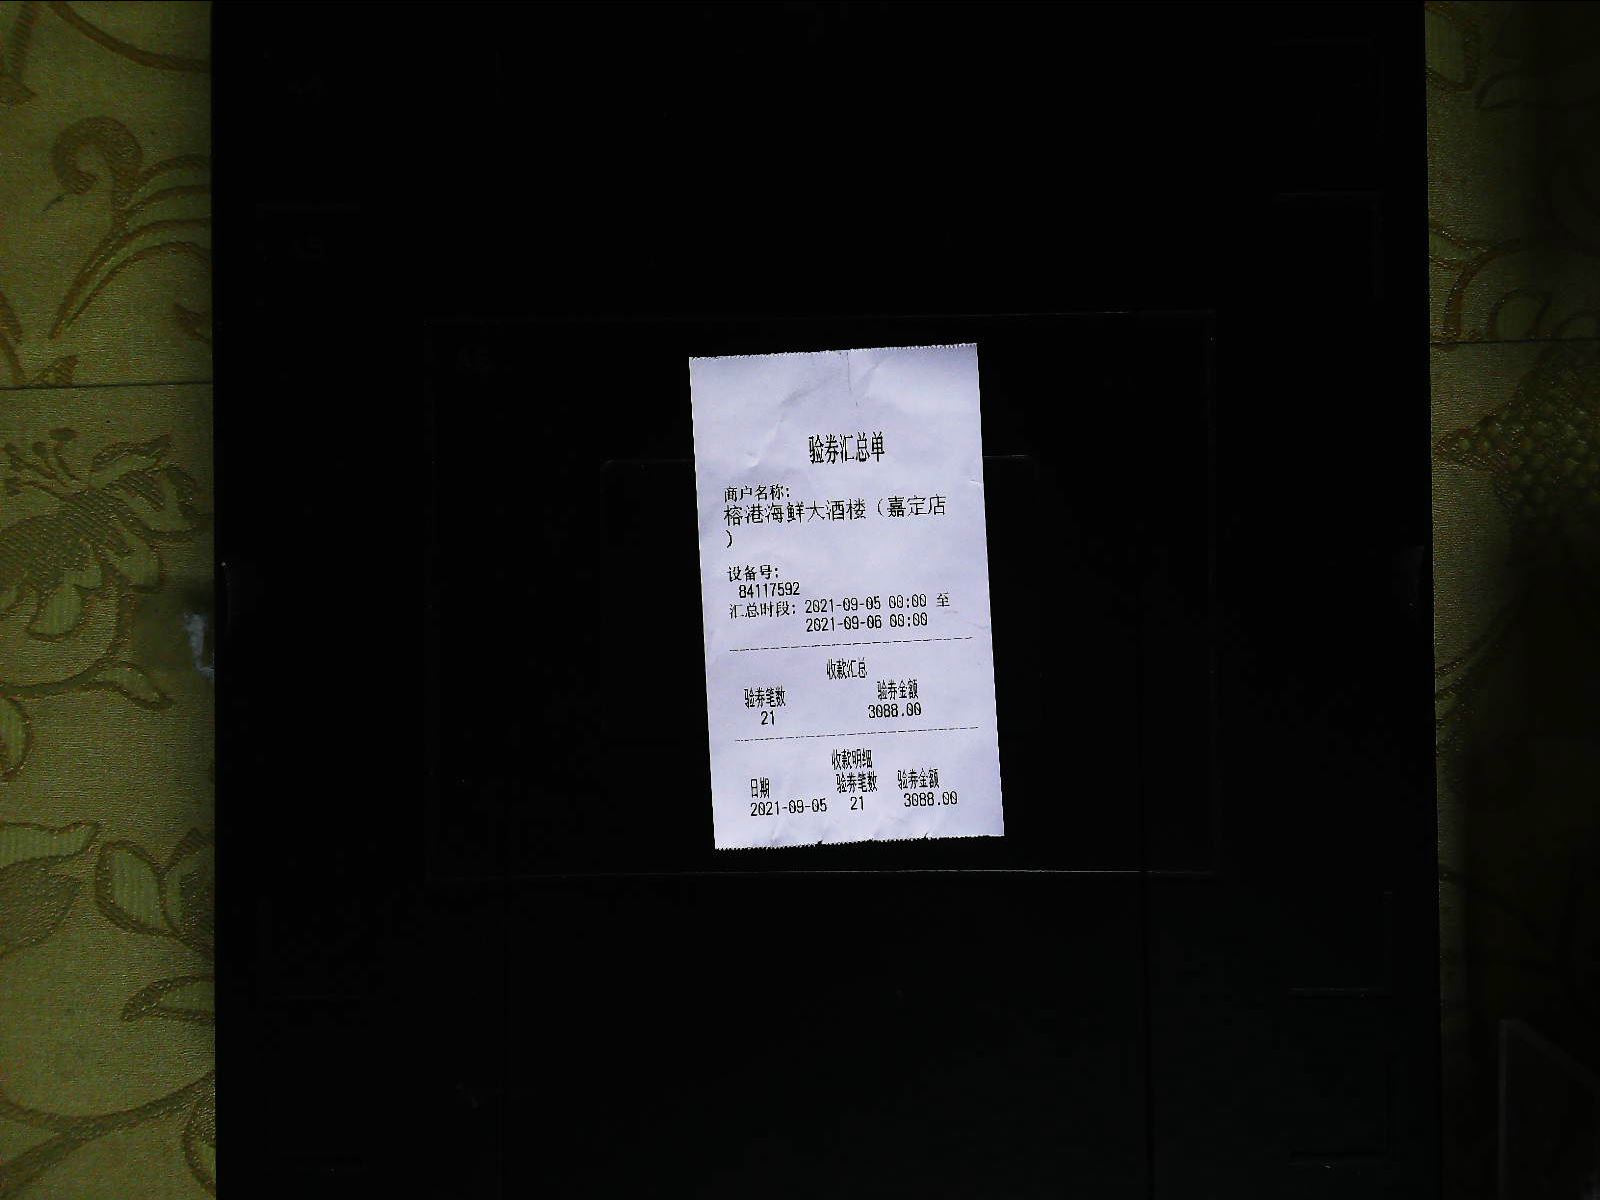 验券汇总单
商户名称:
榕港海鲜大酒楼（嘉定店
）
设备号:
84117592
汇总时段: 2021-09-05 00:00 至
2021-09-06 00:00
收款汇总
验券笔数 验券金额
21 3088.00
收款明细
日期 验券笔数 验券金额
2021-09-05 21 3088.00